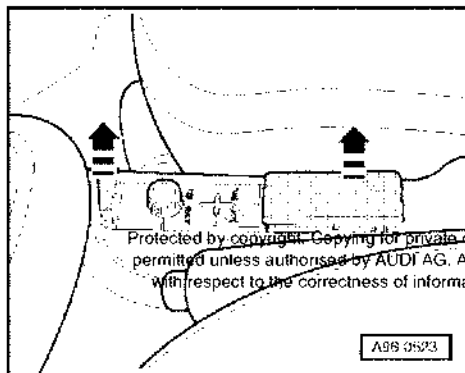 Protected by copyright. Copying for private
permitted unless authorised by AUDI AG. A
with respect to the correctness of informa
A96-0523